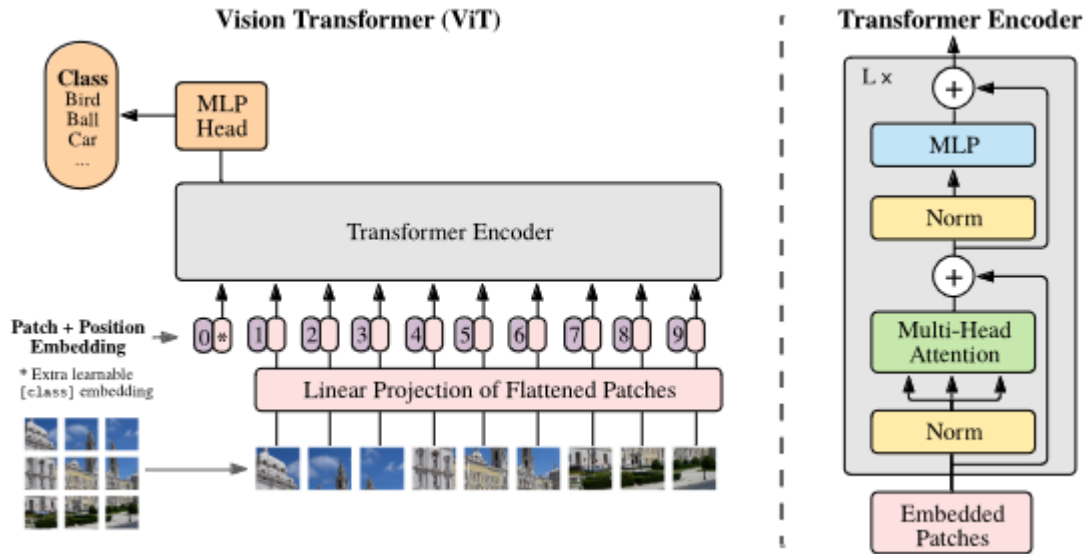 Vision Transformer (ViT)
Class
Bird
Ball
Car
...
MLP
Head
Transformer Encoder
Patch + Position
Embedding
0 * 1 2 3 4 5 6 7 8 9
* Extra learnable
[class] embedding
Linear Projection of Flattened Patches
Transformer Encoder
L ×
+
MLP
Norm
+
Multi-Head
Attention
Norm
Embedded
Patches